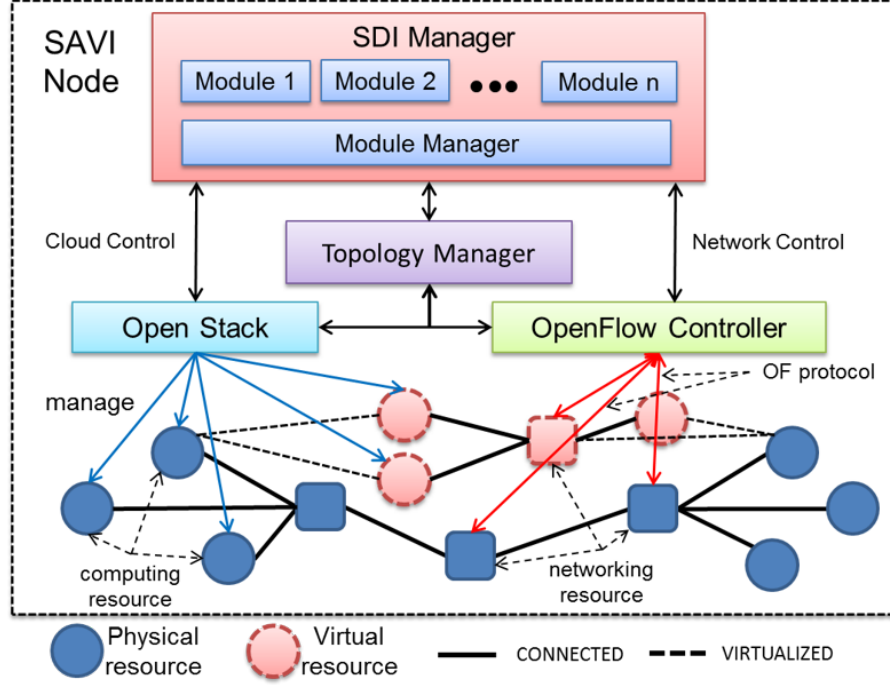 SAVI
Node
SDI Manager
Module 1
Module 2
•••
Module n
Module Manager
Cloud Control
Topology Manager
Network Control
Open Stack
OpenFlow Controller
manage
OF protocol
computing
resource
networking
resource
Physical
resource
Virtual
resource
CONNECTED
VIRTUALIZED